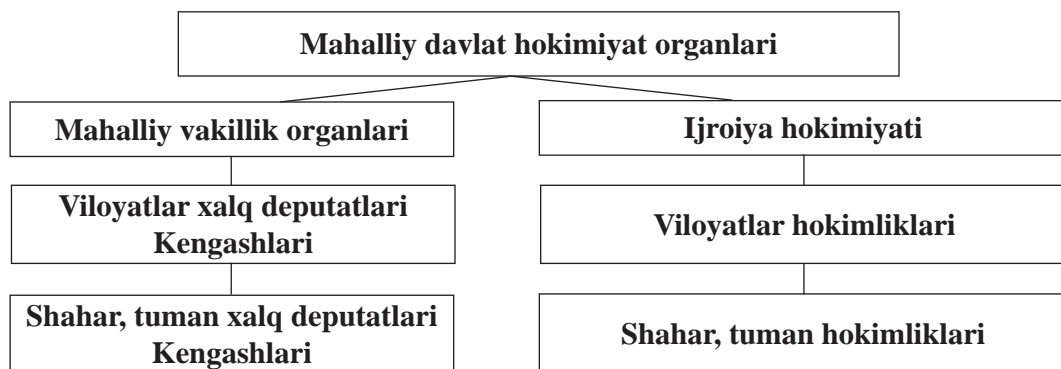 Mahalliy davlat hokimiyat organlari
Mahalliy vakillik organlari
Ijroiya hokimiyati
Viloyatlar xalq deputatlari
Kengashlari
Viloyatlar hokimliklari
Shahar, tuman xalq deputatlari
Kengashlari
Shahar, tuman hokimliklari